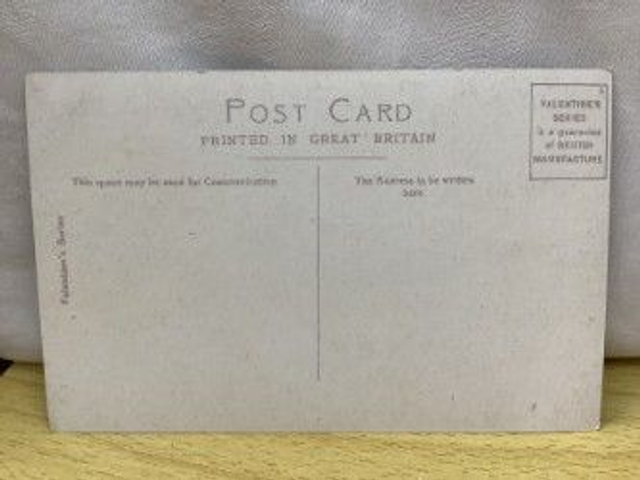 POST CARD
PRINTED IN GREAT BRITAIN
VALENTINE'S
SERIES
is a guarantee
of BRITISH
MANUFACTURE
This space may be used for Communication
The Address to be written
here
Valentine's Series